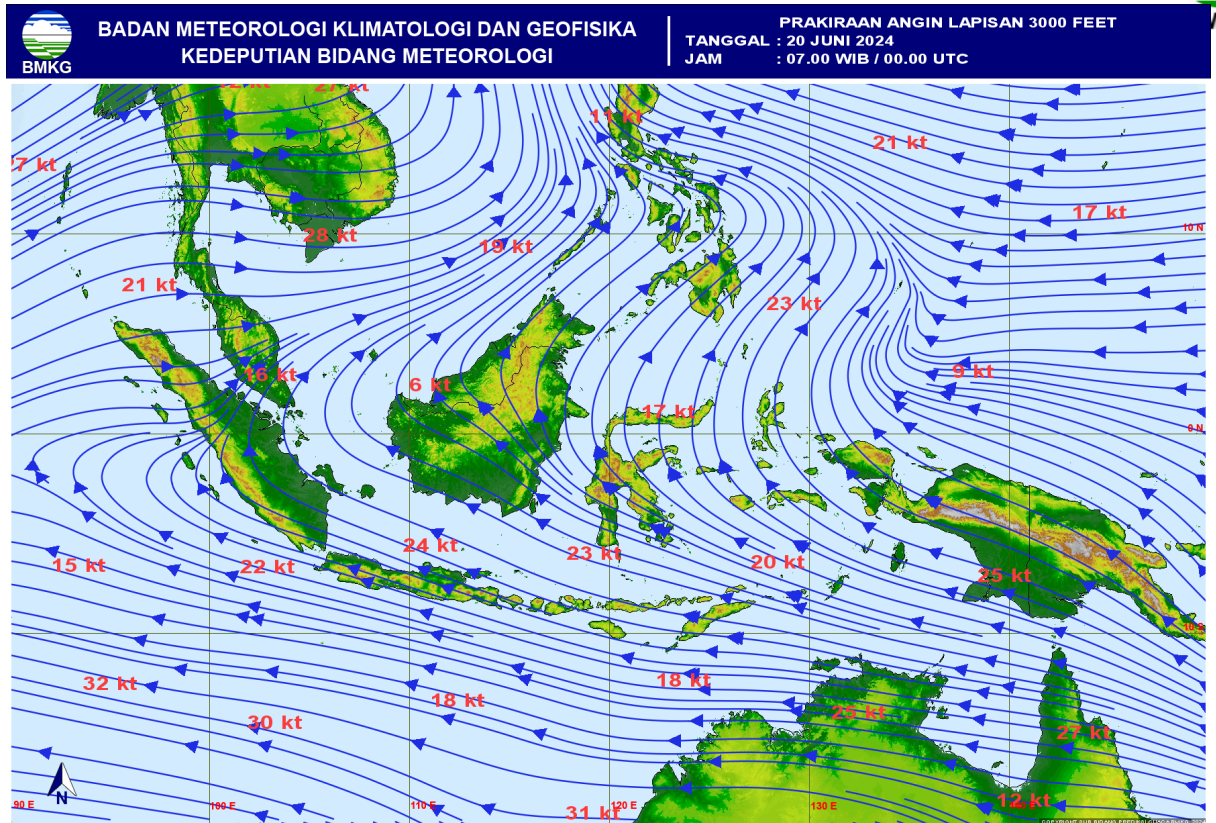 BADAN METEOROLOGI KLIMATOLOGI DAN GEOFISIKA
KEDEPUTIAN BIDANG METEOROLOGI
BMKG
PRAKIRAAN ANGIN LAPISAN 3000 FEET
TANGGAL : 20 JUNI 2024
JAM : 07.00 WIB / 00.00 UTC
27 kt
11 kt
21 kt
17 kt
10 N
28 kt
19 kt
21 kt
23 kt
16 kt
6 kt
9 kt
17 kt
0 N
15 kt
22 kt
24 kt
23 kt
20 kt
25 kt
10 S
32 kt
30 kt
18 kt
18 kt
25 kt
27 kt
N
90 E
100 E
110 E
31 kt
120 E
130 E
12 kt